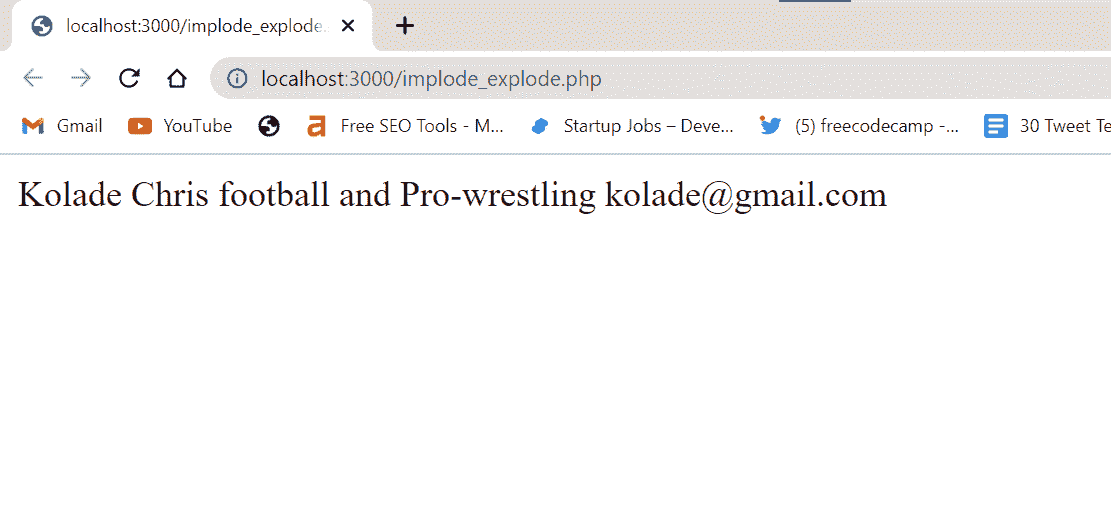 localhost:3000/implode_explode.
localhost:3000/implode_explode.php
Gmail YouTube Free SEO Tools - M... Startup Jobs – Deve... (5) freecodecamp -... 30 Tweet Te
Kolade Chris football and Pro-wrestling kolade@gmail.com